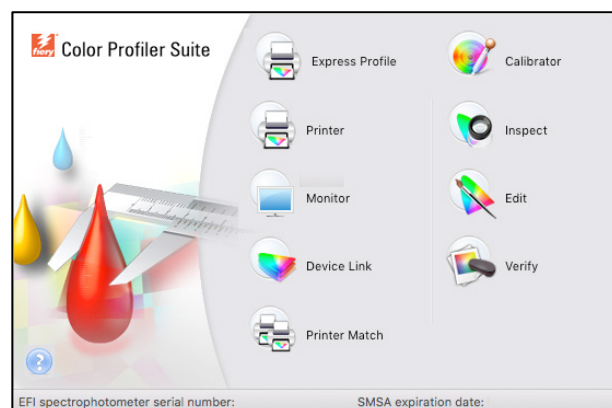 fiery Color Profiler Suite
Express Profile
Calibrator
Printer
Inspect
Monitor
Edit
Device Link
Verify
Printer Match
?
EFI spectrophotometer serial number: SMSA expiration date: